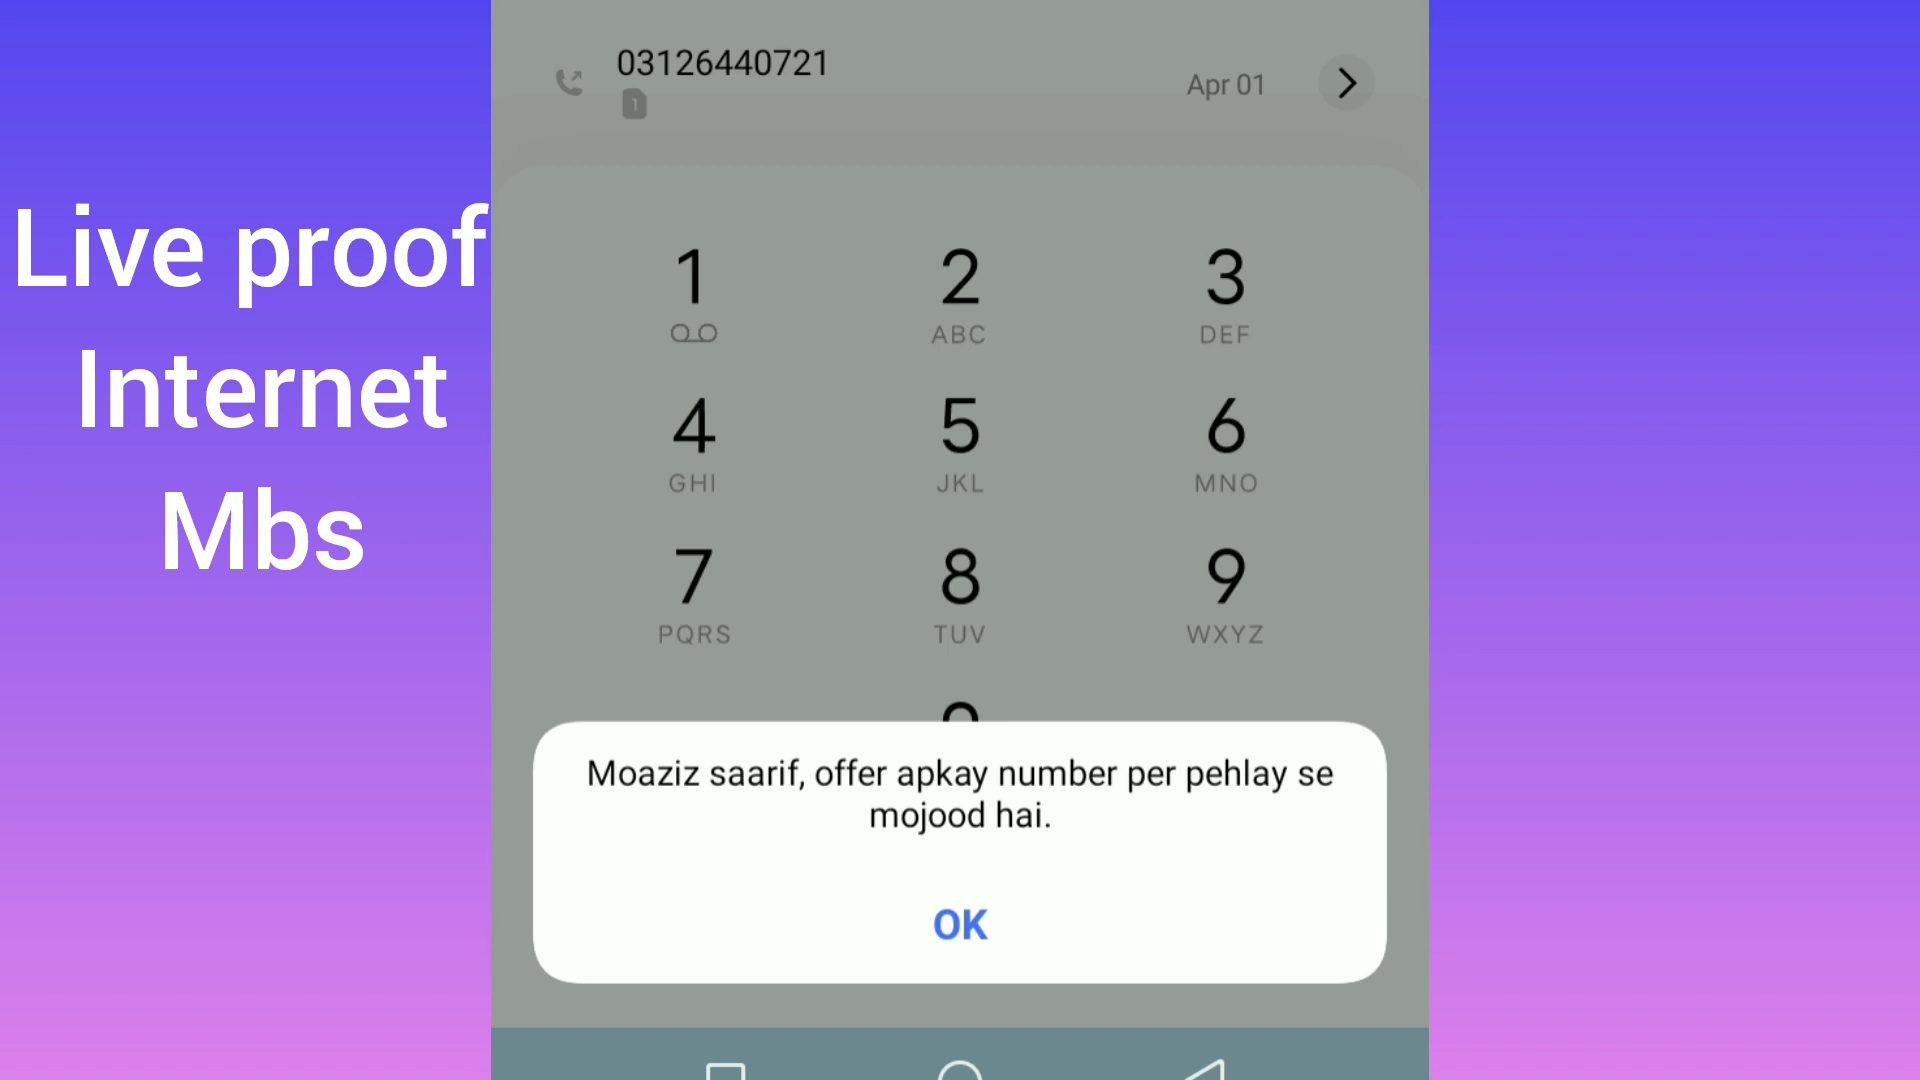 Live proof
Internet
Mbs
03126440721
1
Apr 01
1
2
ABC
3
DEF
4
GHI
5
JKL
6
MNO
7
PQRS
8
TUV
9
WXYZ
Moaziz saarif, offer apkay number per pehlay se
mojood hai.
OK